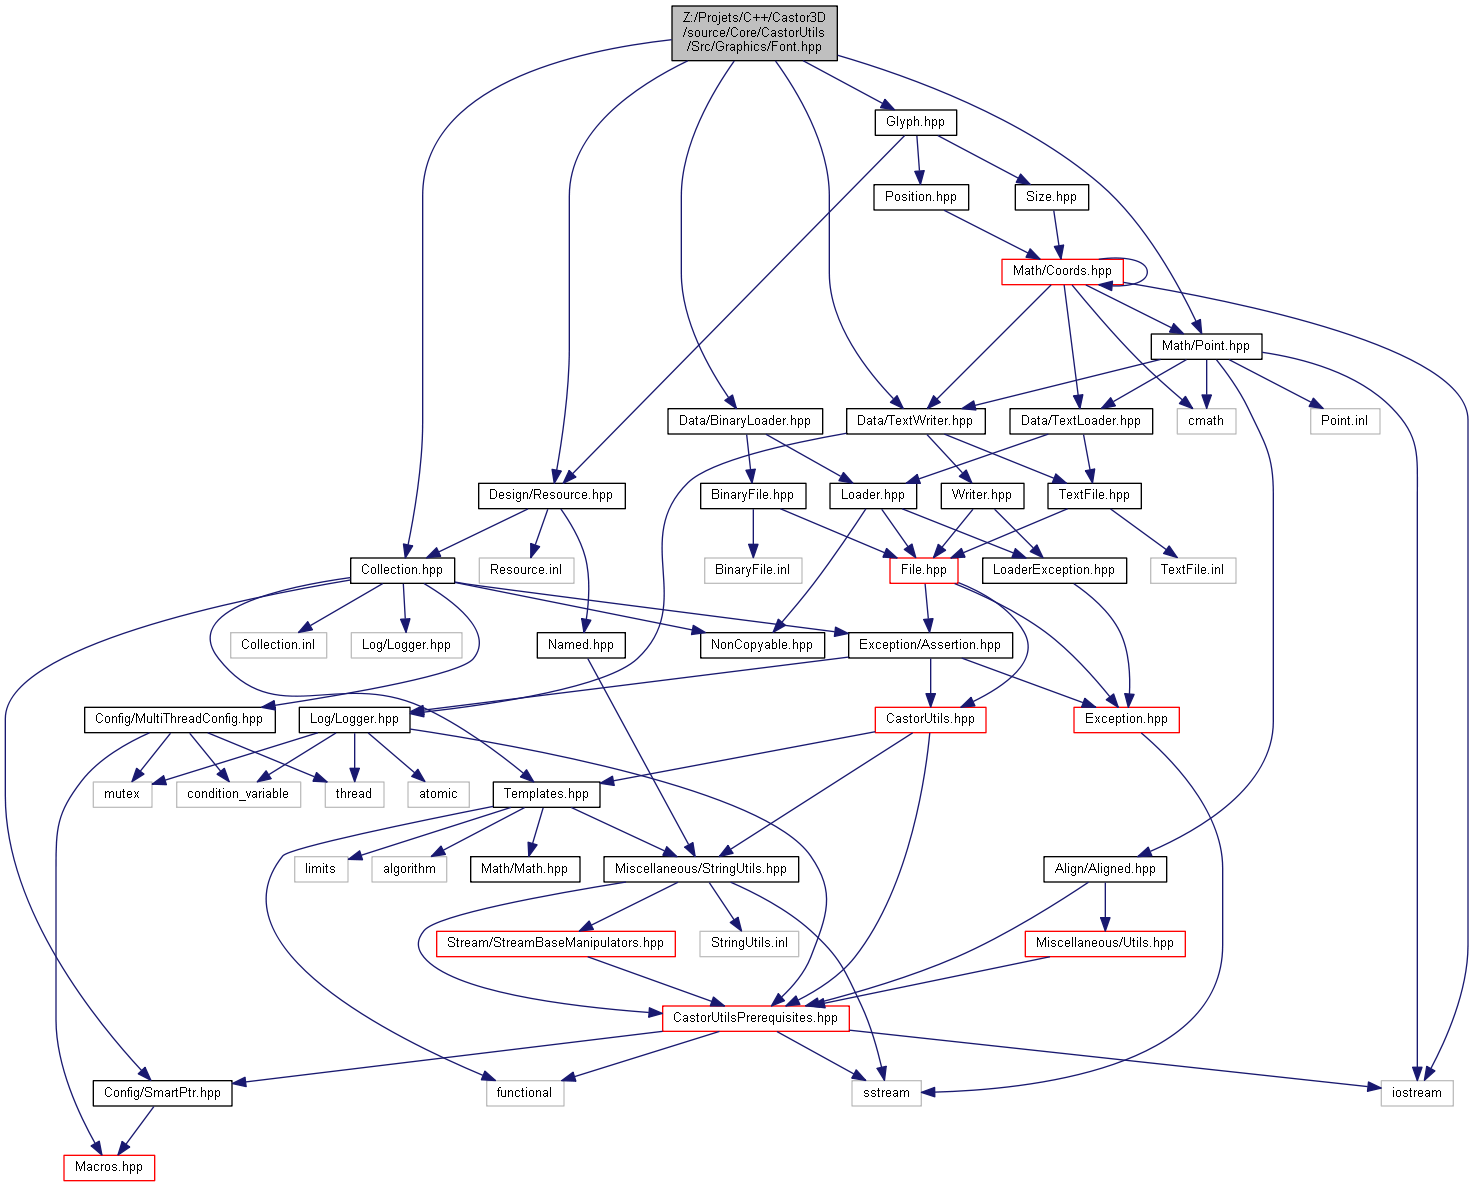 Z:/Projets/C++/Castor3D
/source/Core/CastorUtils
/Src/Graphics/Font.hpp
Glyph.hpp
Position.hpp
Size.hpp
Math/Coords.hpp
Math/Point.hpp
Data/BinaryLoader.hpp
Data/TextWriter.hpp
Data/TextLoader.hpp
cmath
Point.inl
Design/Resource.hpp
BinaryFile.hpp
Loader.hpp
Writer.hpp
TextFile.hpp
Collection.hpp
Resource.inl
BinaryFile.inl
File.hpp
LoaderException.hpp
TextFile.inl
Collection.inl
Log/Logger.hpp
Named.hpp
NonCopyable.hpp
Exception/Assertion.hpp
Config/MultiThreadConfig.hpp
Log/Logger.hpp
CastorUtils.hpp
Exception.hpp
mutex
condition_variable
thread
atomic
Templates.hpp
limits
algorithm
Math/Math.hpp
Miscellaneous/StringUtils.hpp
Align/Aligned.hpp
Stream/StreamBaseManipulators.hpp
StringUtils.inl
Miscellaneous/Utils.hpp
CastorUtilsPrerequisites.hpp
Config/SmartPtr.hpp
functional
sstream
iostream
Macros.hpp